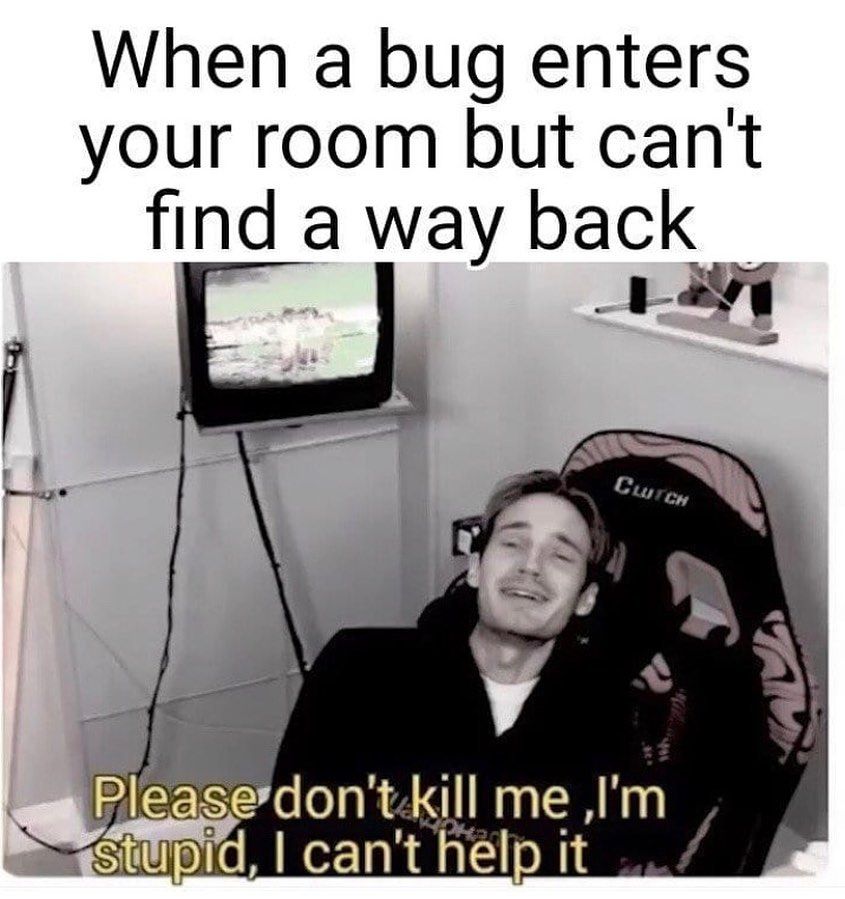 When a bug enters
your room but can't
find a way back
CLUTCH
Please don't kill me ,I'm
stupid, I can't help it